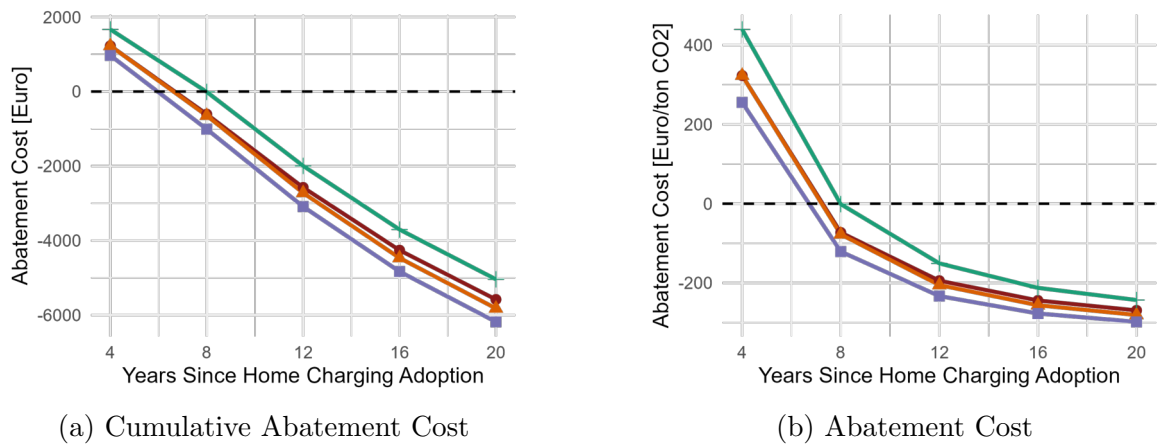 2000
0
-2000
-4000
-6000
Abatement Cost [Euro]
4 8 12 16 20
Years Since Home Charging Adoption
(a) Cumulative Abatement Cost
400
200
0
-200
Abatement Cost [Euro/ton CO2]
4 8 12 16 20
Years Since Home Charging Adoption
(b) Abatement Cost